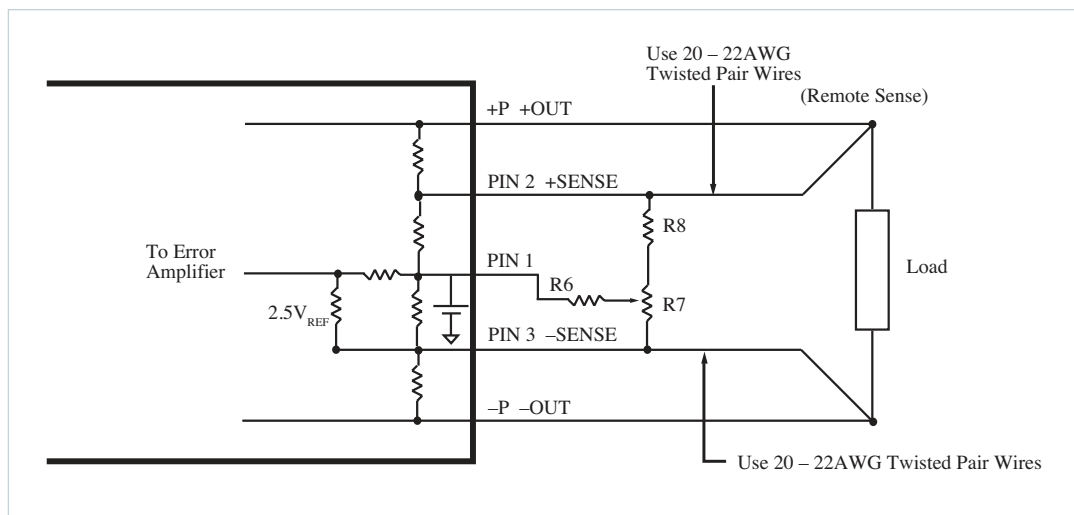 Use 20 – 22AWG
Twisted Pair Wires
(Remote Sense)
+P +OUT
PIN 2 +SENSE
R8
To Error
Amplifier
PIN 1
R6
R7
Load
2.5VREF
PIN 3 –SENSE
–P –OUT
Use 20 – 22AWG Twisted Pair Wires